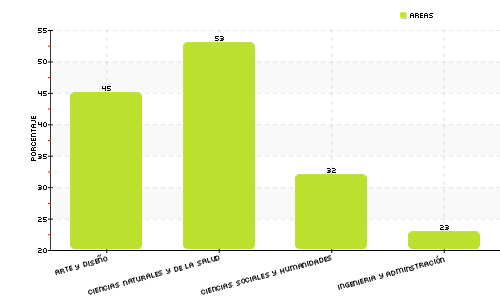 AREAS
PORCENTAJE
55
50
45
40
35
30
25
20
45
53
32
23
ARTE Y DISEÑO
CIENCIAS NATURALES Y DE LA SALUD
CIENCIAS SOCIALES Y HUMANIDADES
INGENIERIA Y ADMINSTRACIÓN